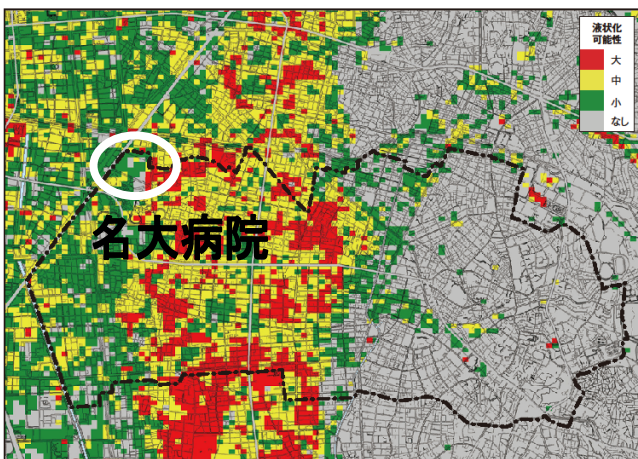 液状化
可能性
大
中
小
なし
名大病院